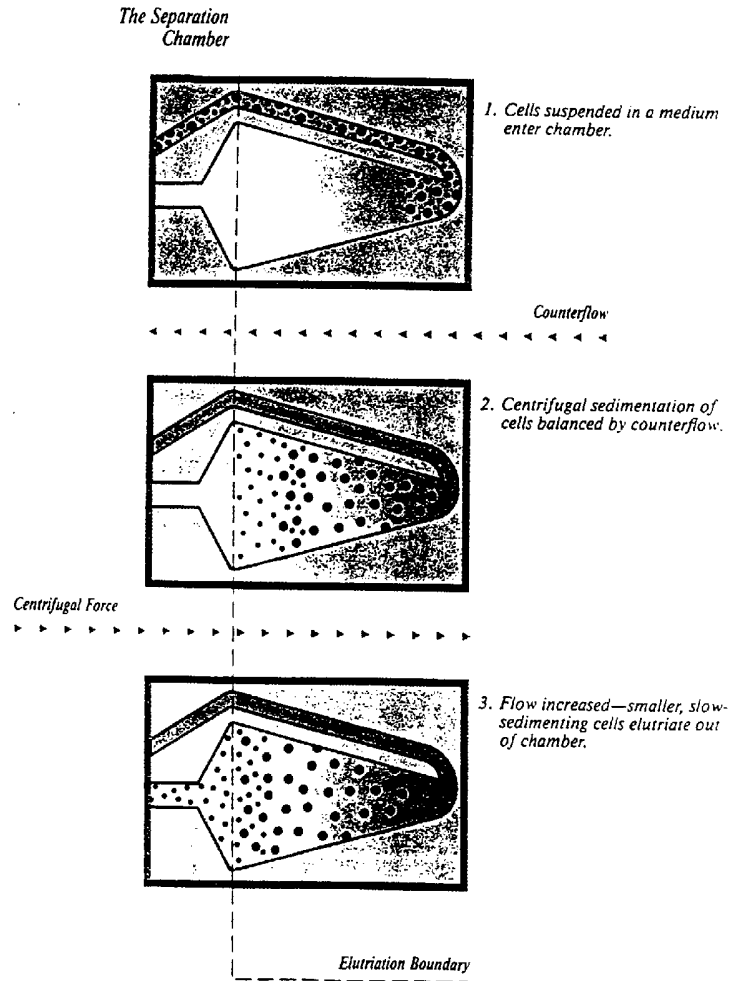 The Separation
Chamber
1. Cells suspended in a medium
enter chamber.
Counterflow
2. Centrifugal sedimentation of
cells balanced by counterflow.
Centrifugal Force
3. Flow increased—smaller, slow-
sedimenting cells elutriate out
of chamber.
Elutriation Boundary